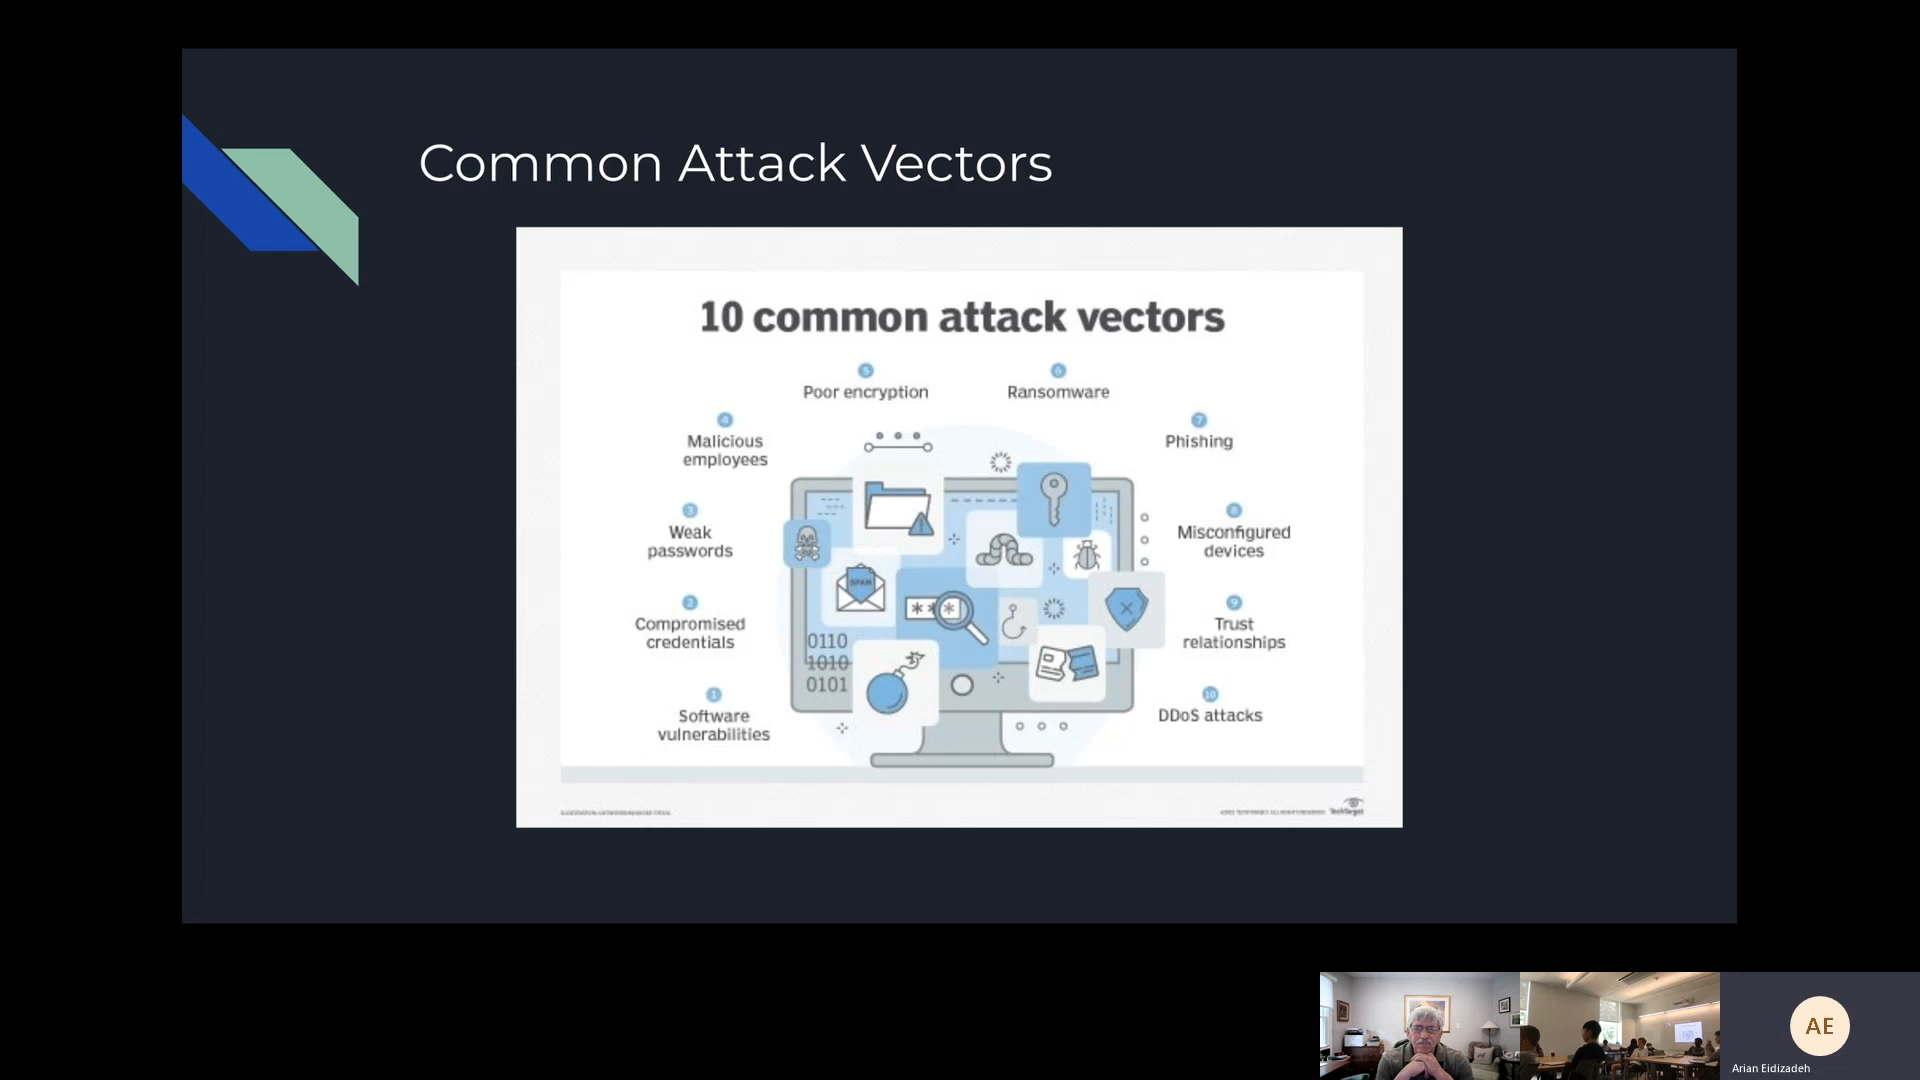 Common Attack Vectors
10 common attack vectors
5
Poor encryption
6
Ransomware
4
Malicious
employees
7
Phishing
3
Weak
passwords
8
Misconfigured
devices
2
Compromised
credentials
9
Trust
relationships
1
Software
vulnerabilities
10
DDoS attacks
SPAM
***
0110
1010
0101
TechTarget
AE
Arian Eidizadeh